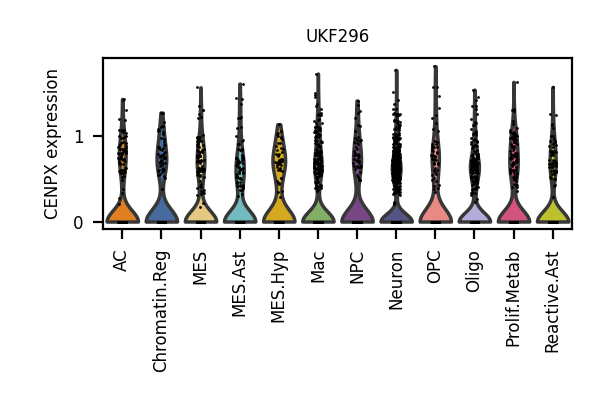 UKF296
CENPX expression
1
0
AC
Chromatin.Reg
MES
MES.Ast
MES.Hyp
Mac
NPC
Neuron
OPC
Oligo
Prolif.Metab
Reactive.Ast